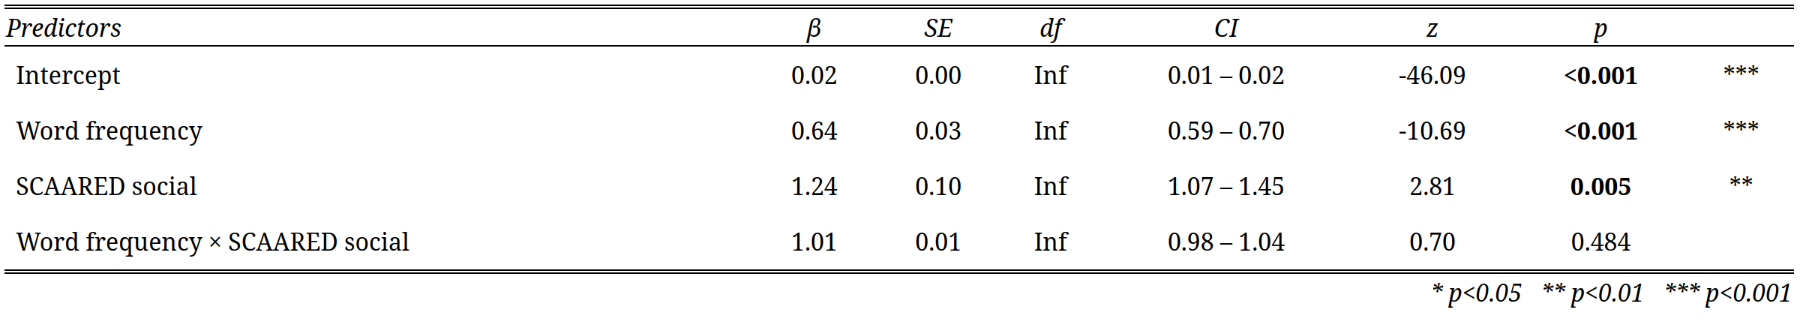 Predictors β SE df CI z p
Intercept 0.02 0.00 Inf 0.01 – 0.02 -46.09 <0.001 ***
Word frequency 0.64 0.03 Inf 0.59 – 0.70 -10.69 <0.001 ***
SCAARED social 1.24 0.10 Inf 1.07 – 1.45 2.81 0.005 **
Word frequency × SCAARED social 1.01 0.01 Inf 0.98 – 1.04 0.70 0.484
* p<0.05 ** p<0.01 *** p<0.001